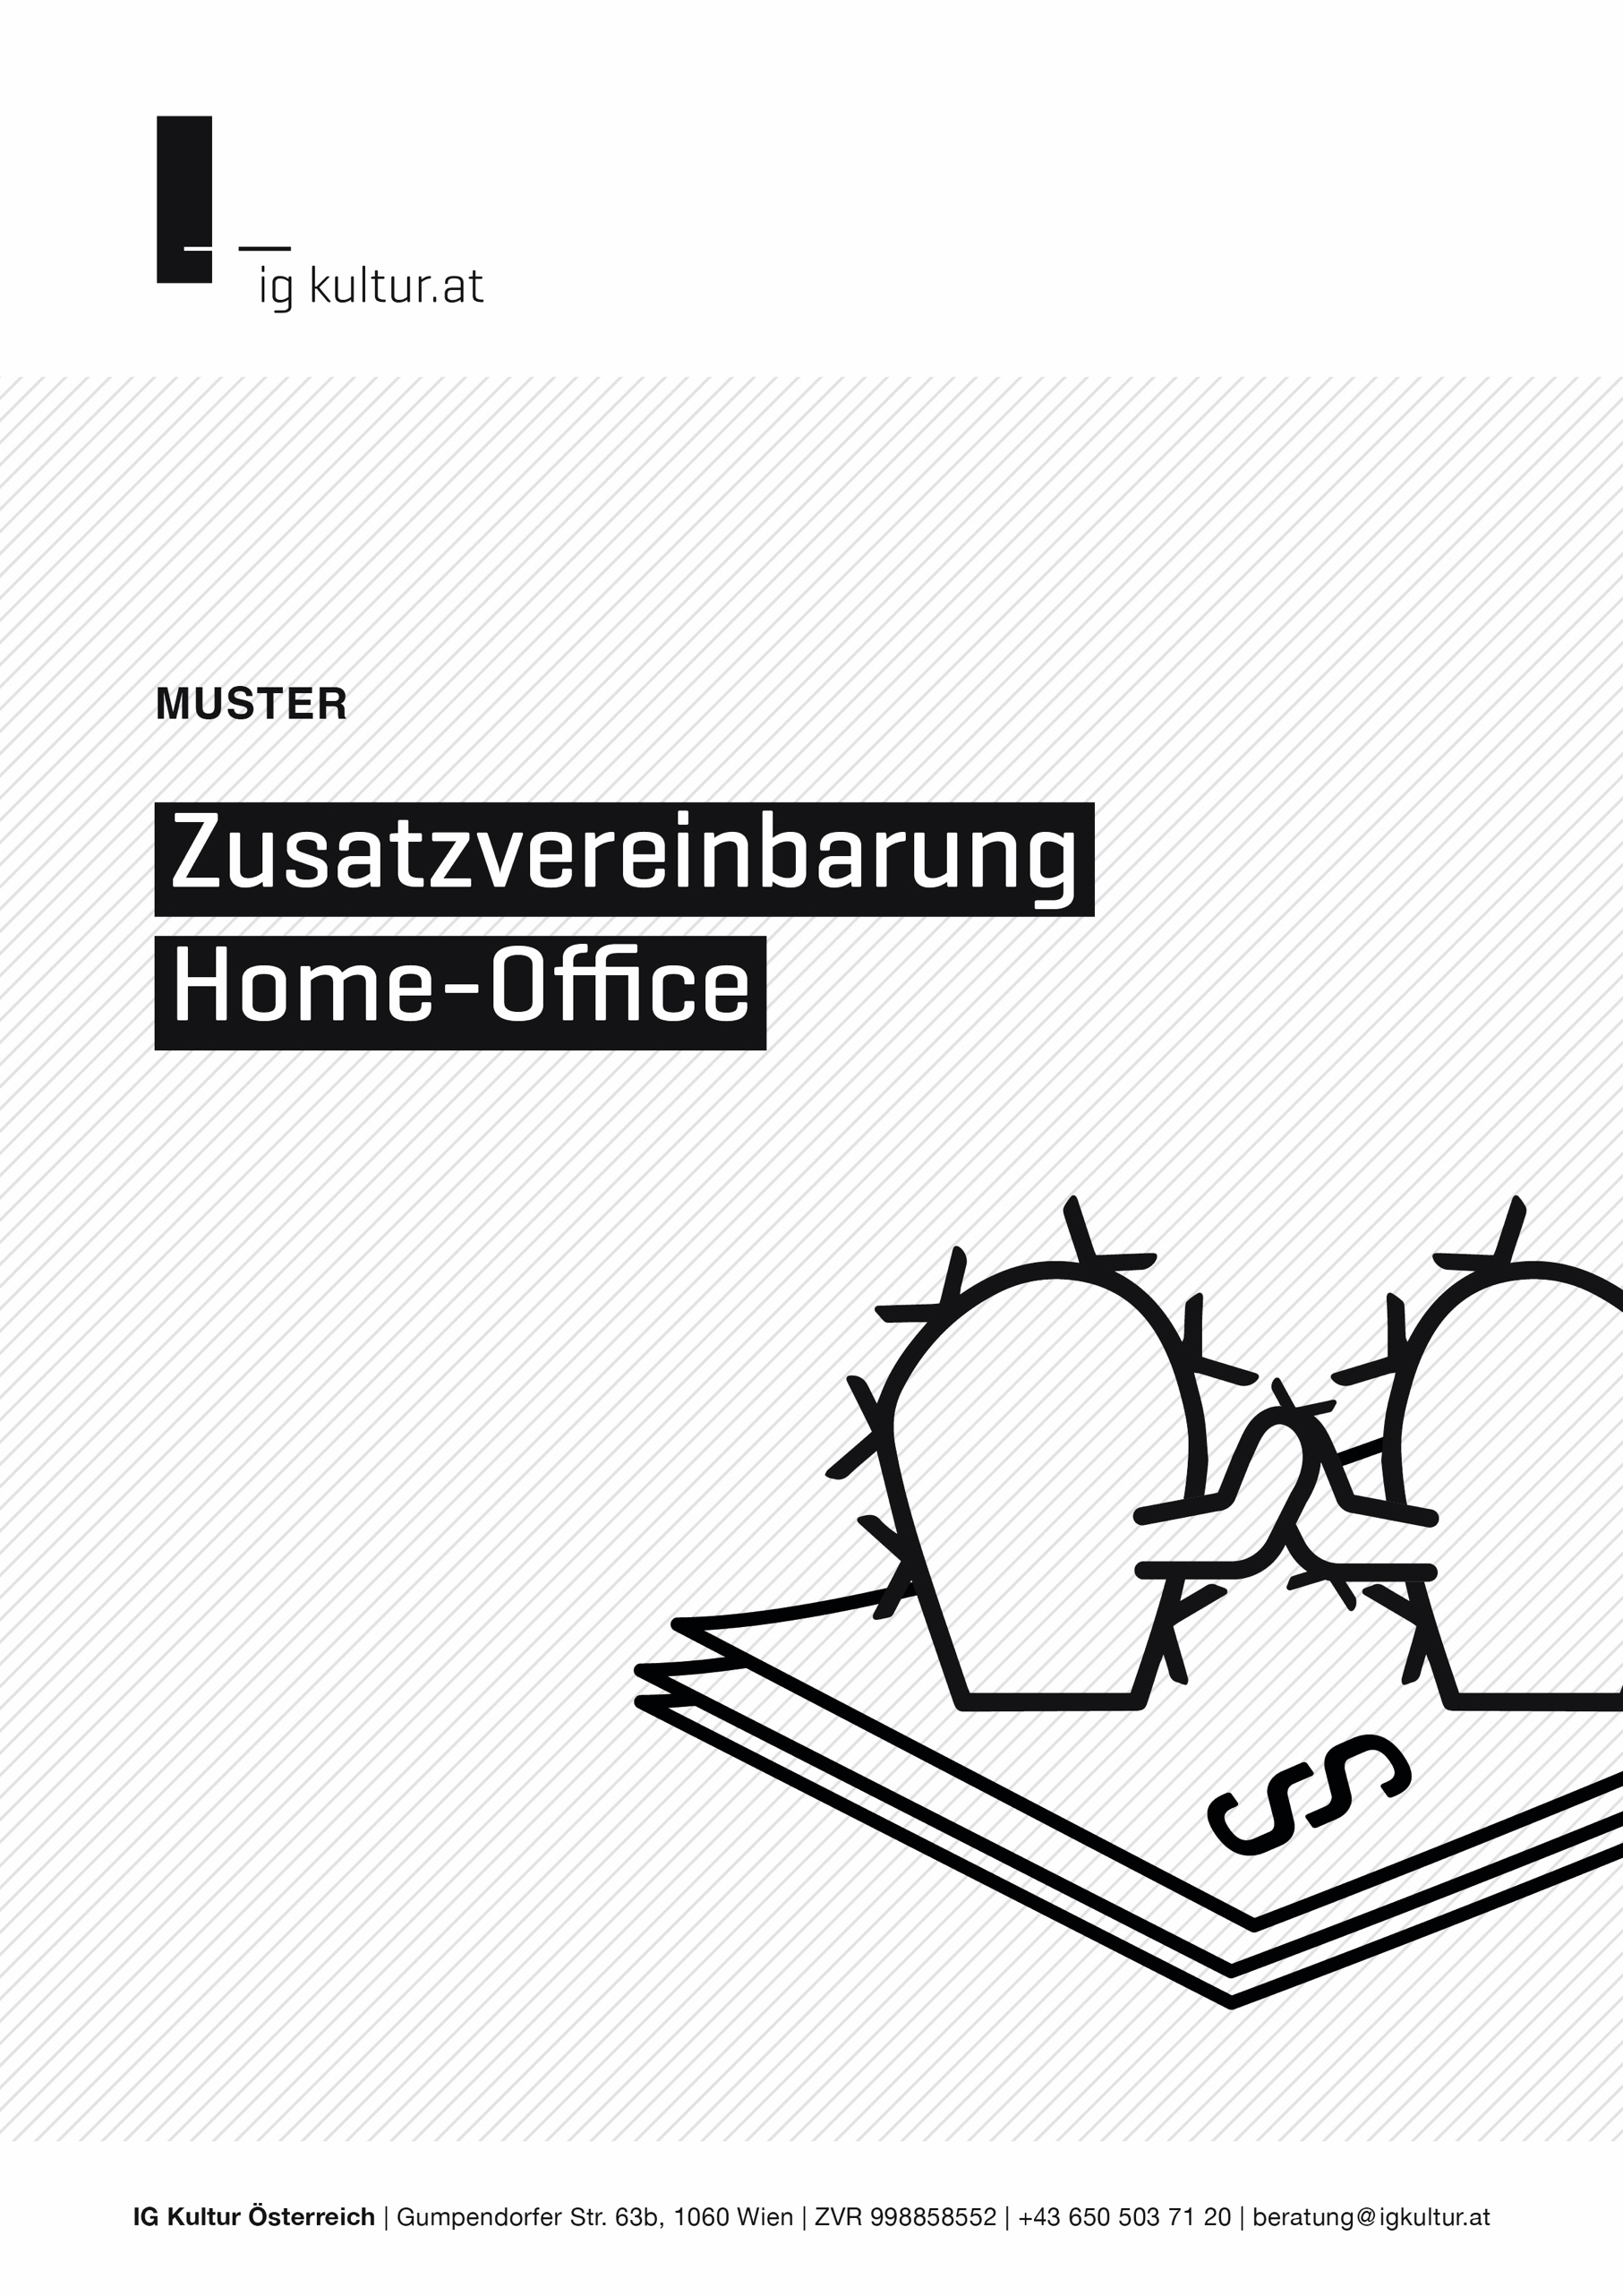 ig kultur.at
MUSTER
Zusatzvereinbarung
Home-Office
IG Kultur Österreich | Gumpendorfer Str. 63b, 1060 Wien | ZVR 998858552 | +43 650 503 71 20 | beratung@igkultur.at